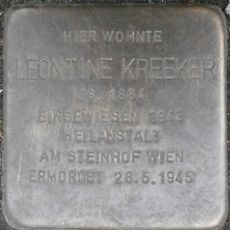 HIER WOHNTE
LEONTINE KREEKER
JG. 1884
EINGEWIESEN 1943
HEILANSTALT
AM STEINHOF WIEN
ERMORDET 28.5.1945